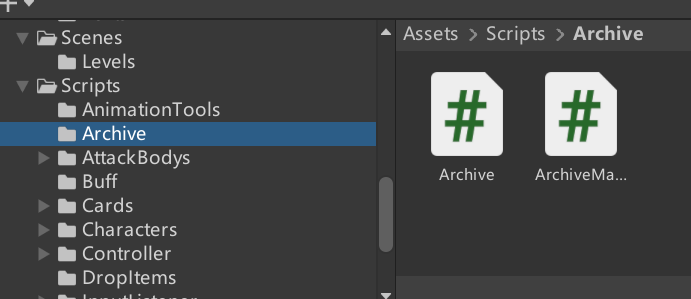 Scenes
Levels
Scripts
AnimationTools
Archive
AttackBodys
Buff
Cards
Characters
Controller
DropItems
Assets > Scripts > Archive
Archive
ArchiveMa...